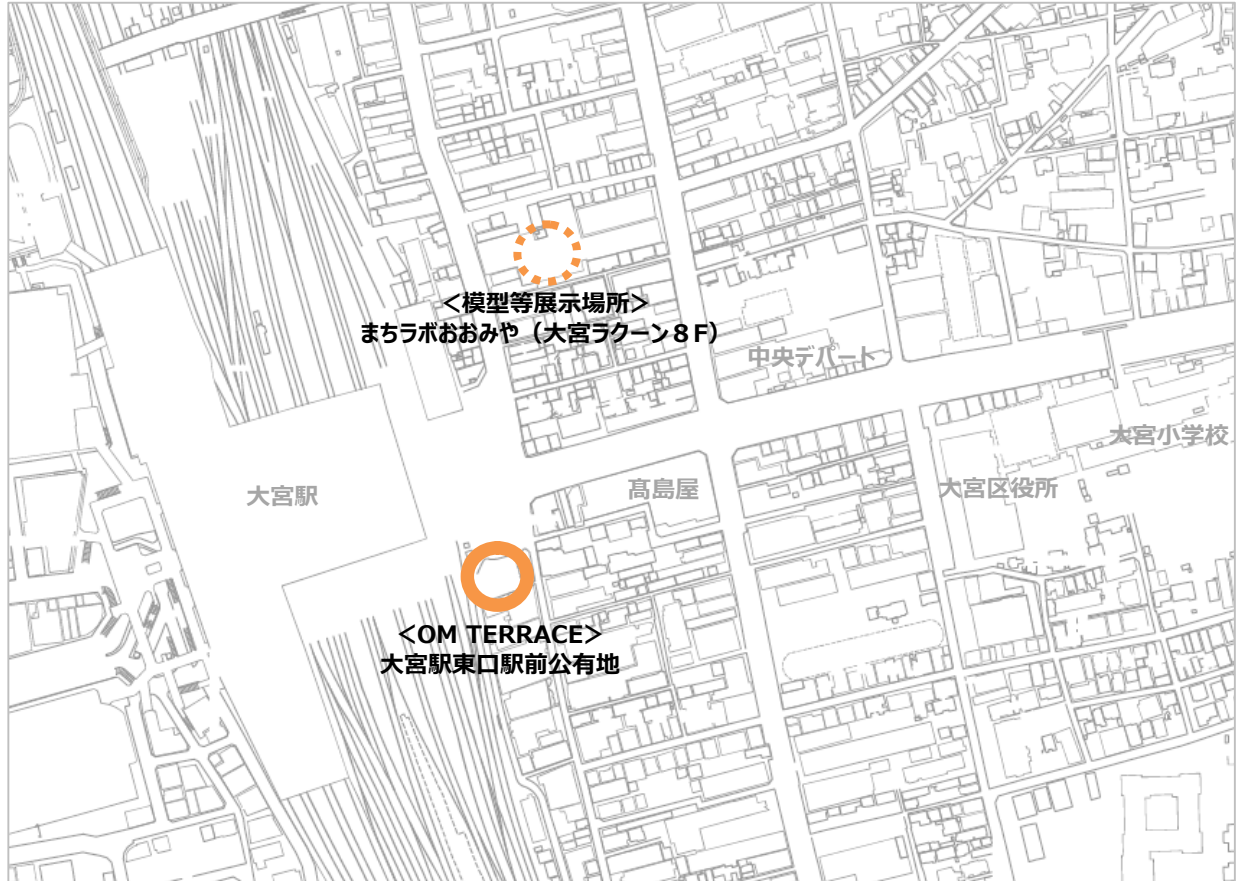 ＜模型等展示場所＞
まちラボおおみや（大宮ラクーン８Ｆ）
中央デパート
大宮小学校
大宮駅
髙島屋
大宮区役所
＜OM TERRACE＞
大宮駅東口駅前公有地